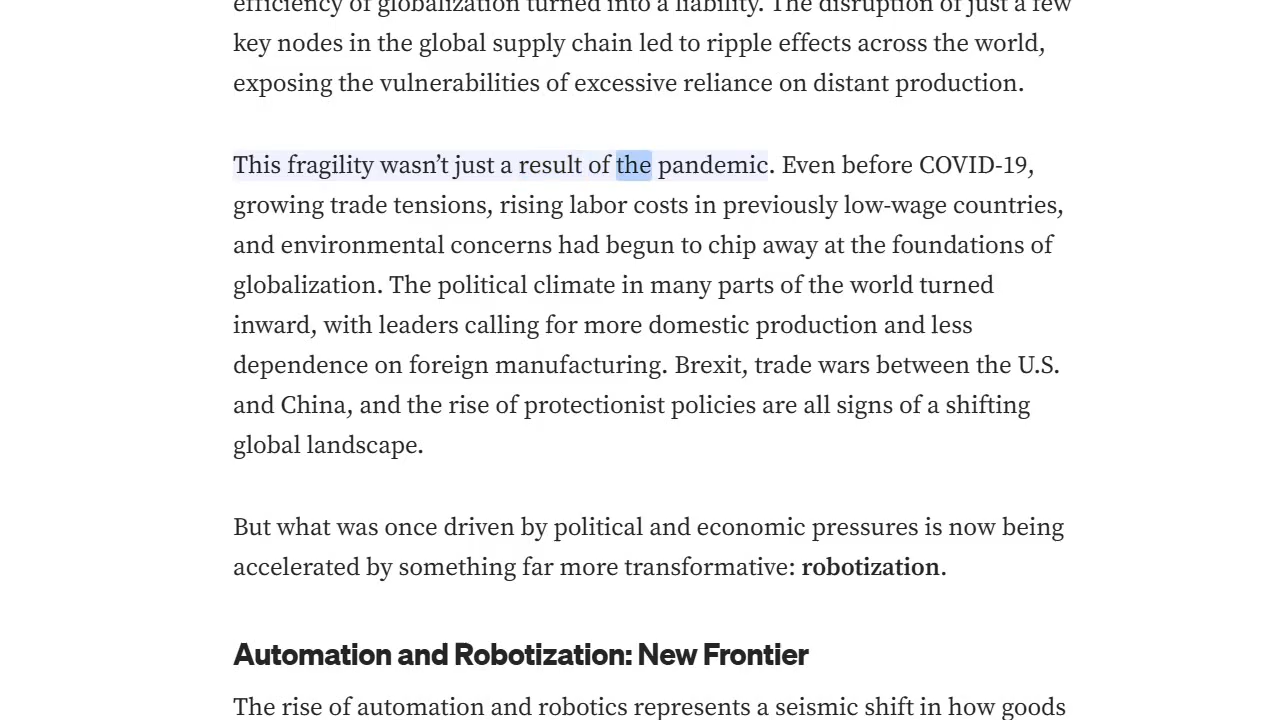 efficiency of globalization turned into a liability. The disruption of just a few
key nodes in the global supply chain led to ripple effects across the world,
exposing the vulnerabilities of excessive reliance on distant production.
This fragility wasn’t just a result of the pandemic. Even before COVID-19,
growing trade tensions, rising labor costs in previously low-wage countries,
and environmental concerns had begun to chip away at the foundations of
globalization. The political climate in many parts of the world turned
inward, with leaders calling for more domestic production and less
dependence on foreign manufacturing. Brexit, trade wars between the U.S.
and China, and the rise of protectionist policies are all signs of a shifting
global landscape.
But what was once driven by political and economic pressures is now being
accelerated by something far more transformative: robotization.
Automation and Robotization: New Frontier
The rise of automation and robotics represents a seismic shift in how goods